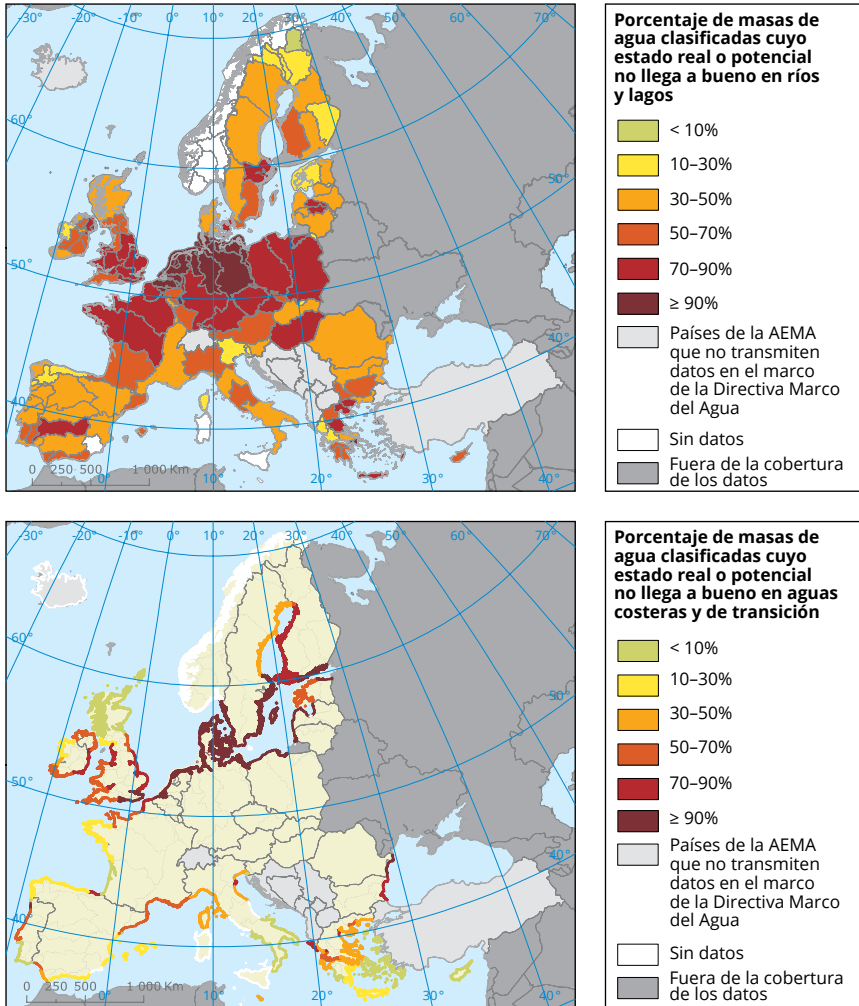 -30° -20° -10° 0° 10° 20° 30° 40° 50° 60° 70°
60°
50°
50°
40°
40°
0 250 500 1 000 Km
0° 10° 20° 30° 40°
Porcentaje de masas de
agua clasificadas cuyo
estado real o potencial
no llega a bueno en ríos
y lagos
< 10%
10–30%
30–50%
50–70%
70–90%
≥ 90%
Países de la AEMA
que no transmiten
datos en el marco
de la Directiva Marco
del Agua
Sin datos
Fuera de la cobertura
de los datos
-30° -20° -10° 0° 10° 20° 30° 40° 50° 60° 70°
60°
50°
50°
40°
40°
0 250 500 1 000 Km
0° 10° 20° 30° 40°
Porcentaje de masas de
agua clasificadas cuyo
estado real o potencial
no llega a bueno en aguas
costeras y de transición
< 10%
10–30%
30–50%
50–70%
70–90%
≥ 90%
Países de la AEMA
que no transmiten
datos en el marco
de la Directiva Marco
del Agua
Sin datos
Fuera de la cobertura
de los datos